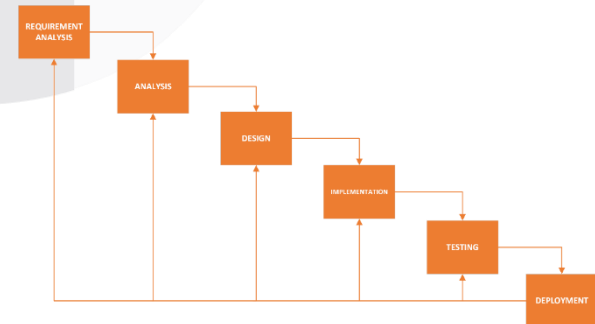 REQUIREMENT
ANALYSIS
ANALYSIS
DESIGN
IMPLEMENTATION
TESTING
DEPLOYMENT